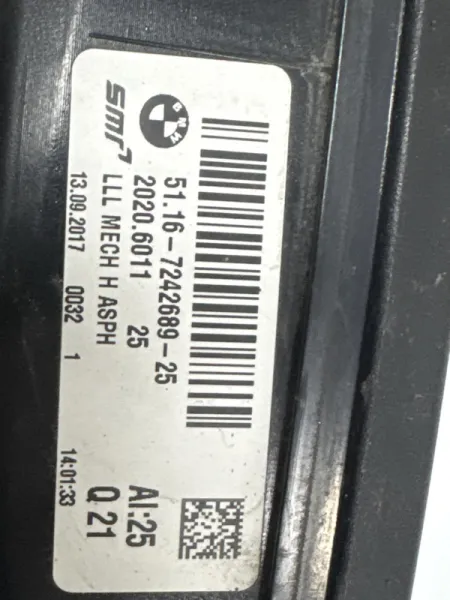 BMW
smr
51.16-7242689-25
2020.6011 25
LLL MECH H ASPH
13.09.2017 0032 1 14:01:33
AI:25
Q 21